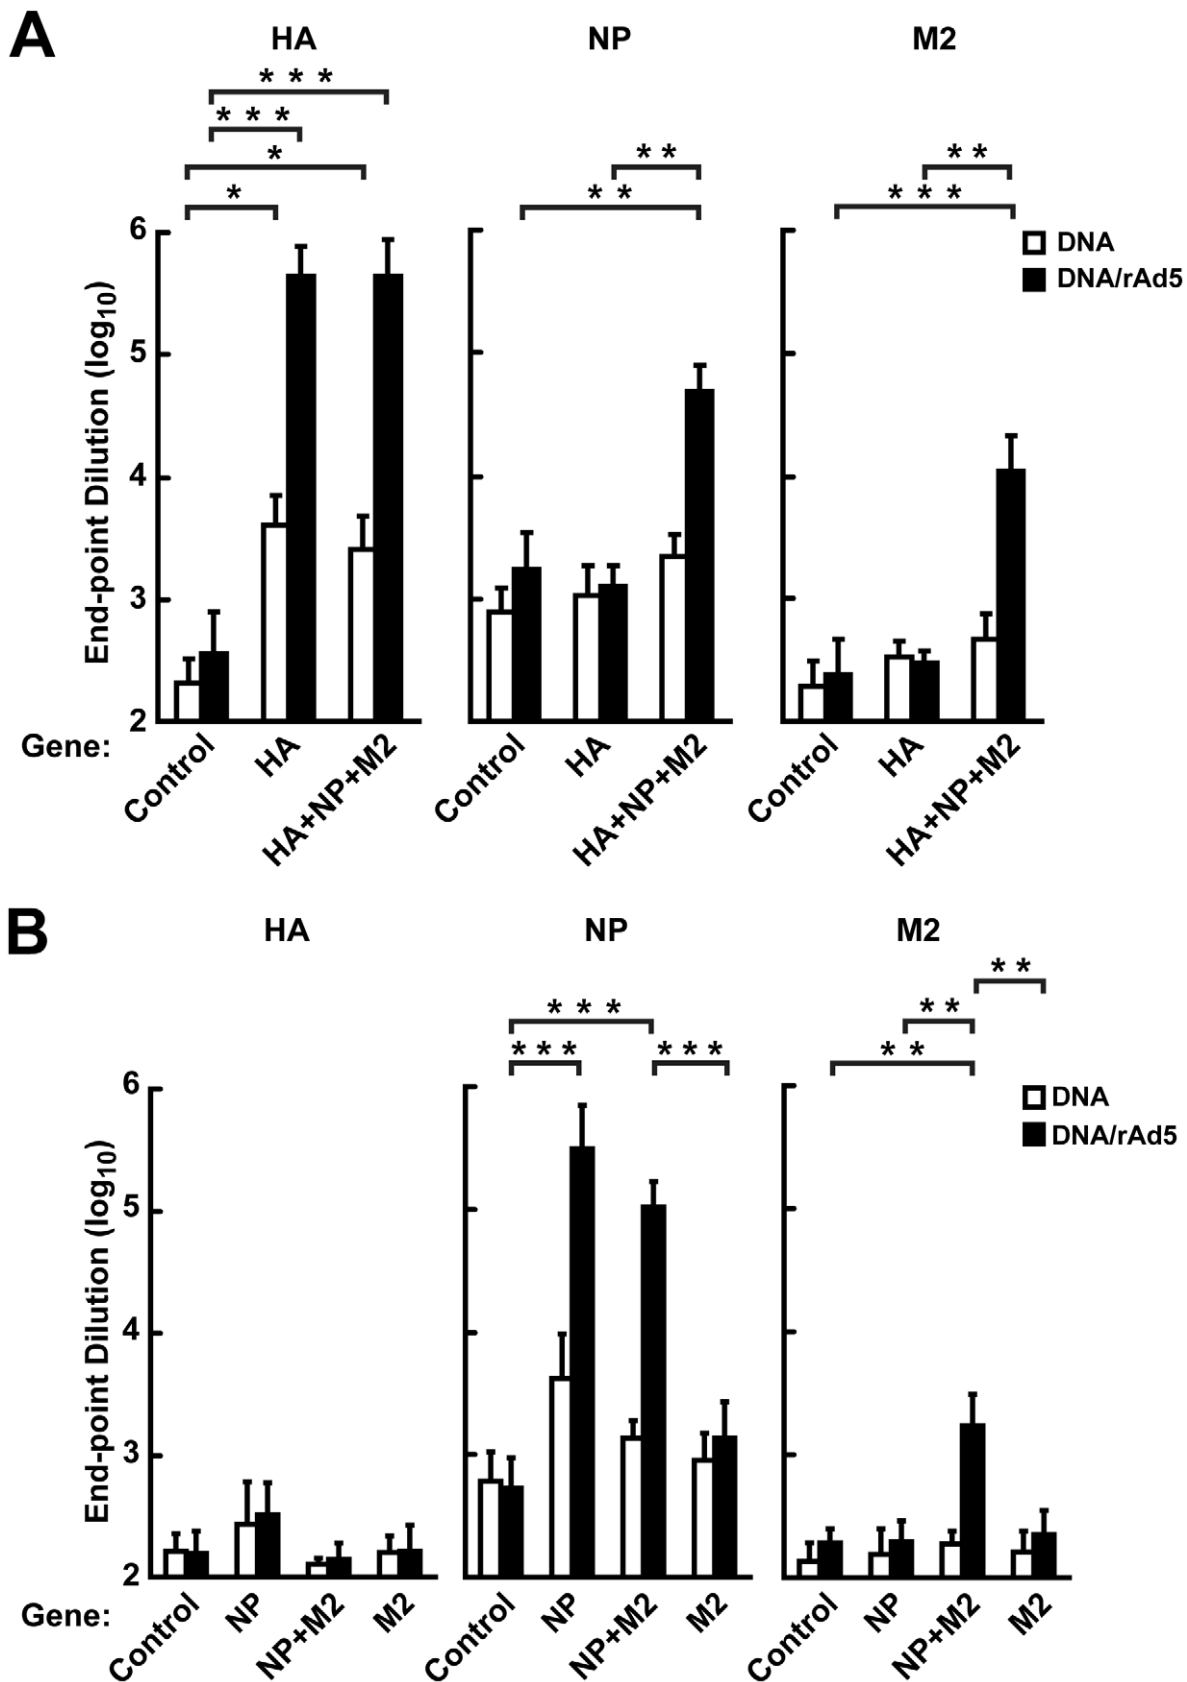 A
HA NP M2
* * *
* * *
*
*
* *
* *
* *
* * *
DNA
DNA/rAd5
End-point Dilution (log10)
6
5
4
3
2
Gene:
Control HA HA+NP+M2
Control HA HA+NP+M2
Control HA HA+NP+M2
B
HA NP M2
* * *
* * *
* * *
* *
* *
* *
DNA
DNA/rAd5
End-point Dilution (log10)
6
5
4
3
2
Gene:
Control NP NP+M2 M2
Control NP NP+M2 M2
Control NP NP+M2 M2